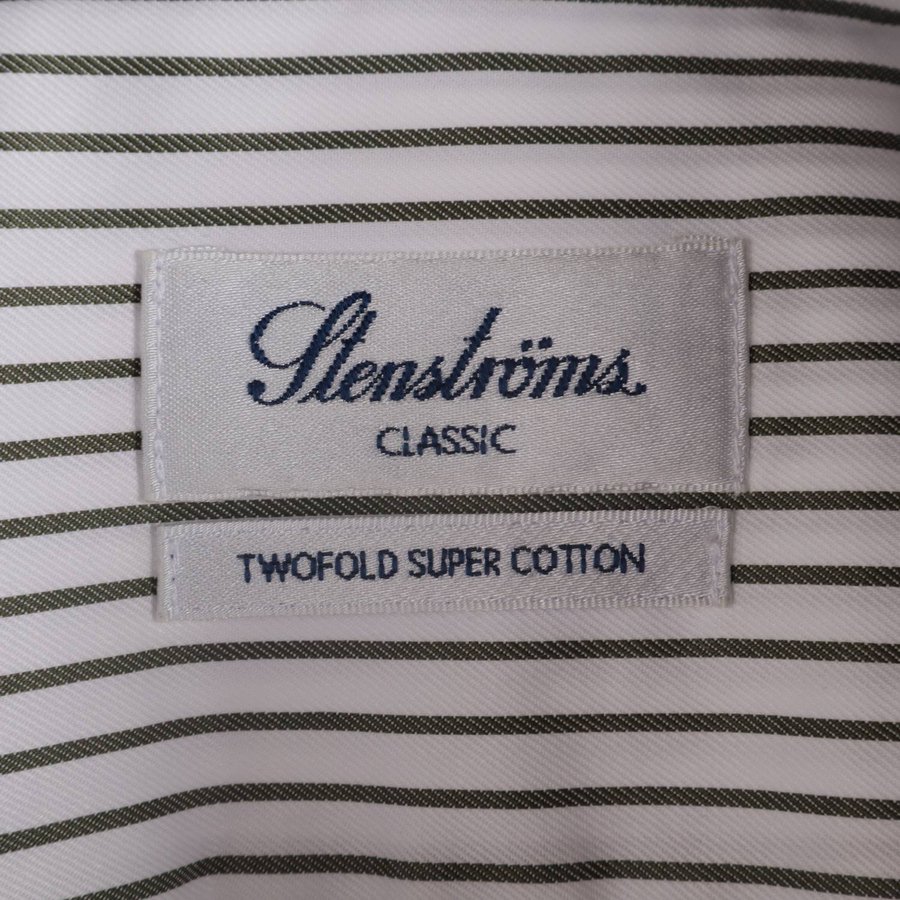 Stenströms
CLASSIC
TWOFOLD SUPER COTTON